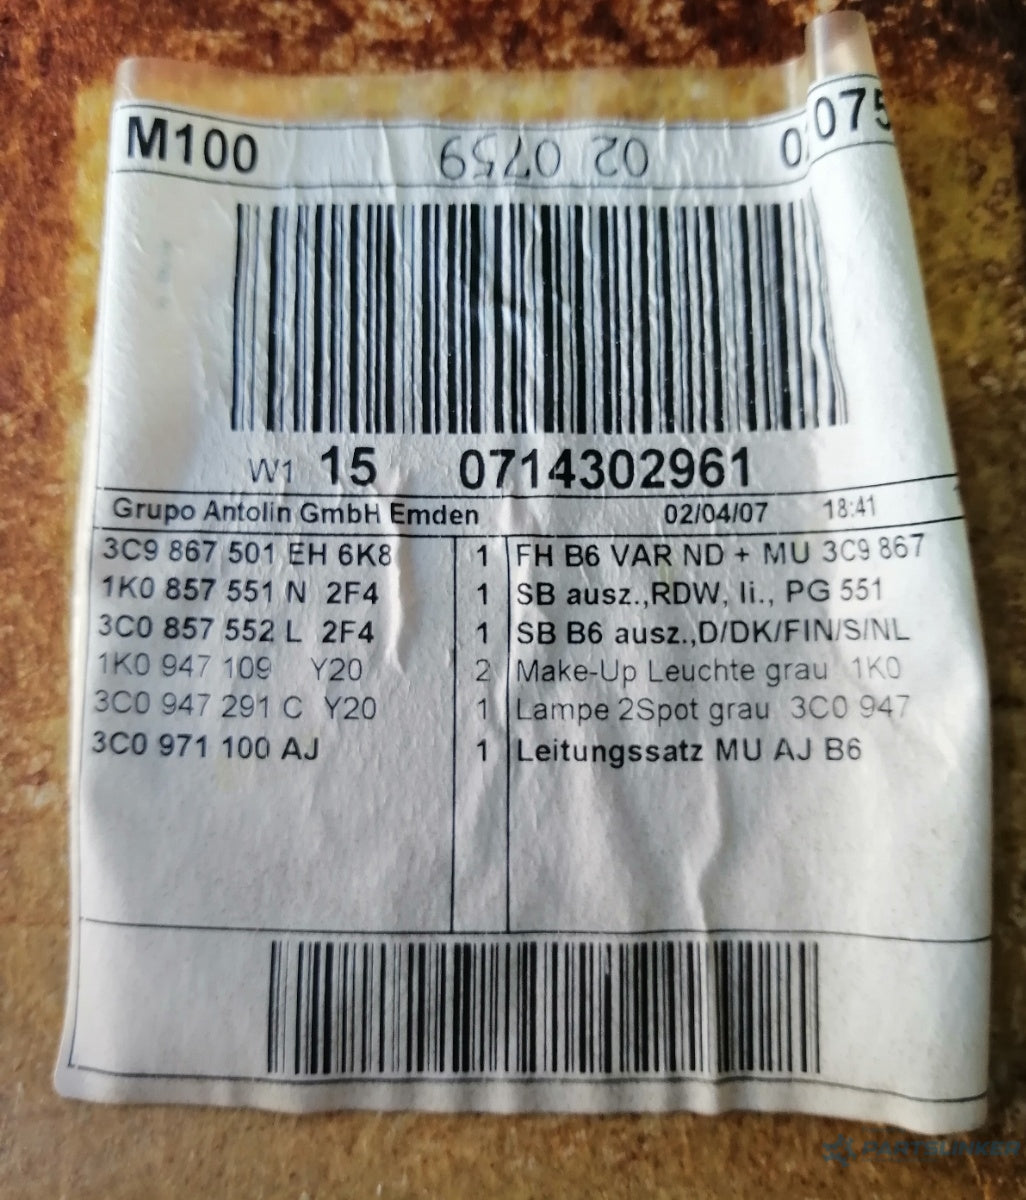 M100 02 0759 0 075
W1 15 0714302961
Grupo Antolin GmbH Emden 02/04/07 18:41
3C9 867 501 EH 6K8 1 FH B6 VAR ND + MU 3C9 867
1K0 857 551 N 2F4 1 SB ausz.,RDW, li., PG 551
3C0 857 552 L 2F4 1 SB B6 ausz.,D/DK/FIN/S/NL
1K0 947 109 Y20 2 Make-Up Leuchte grau 1K0
3C0 947 291 C Y20 1 Lampe 2Spot grau 3C0 947
3C0 971 100 AJ 1 Leitungssatz MU AJ B6
PARTSLINKER